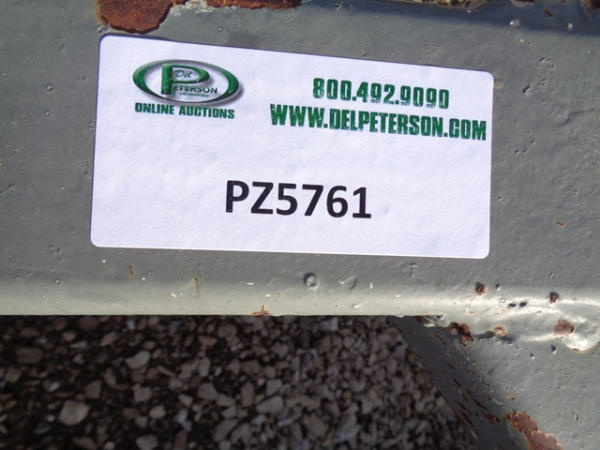 Del
PETERSON
ONLINE AUCTIONS
800.492.9090
WWW.DELPETERSON.COM
PZ5761